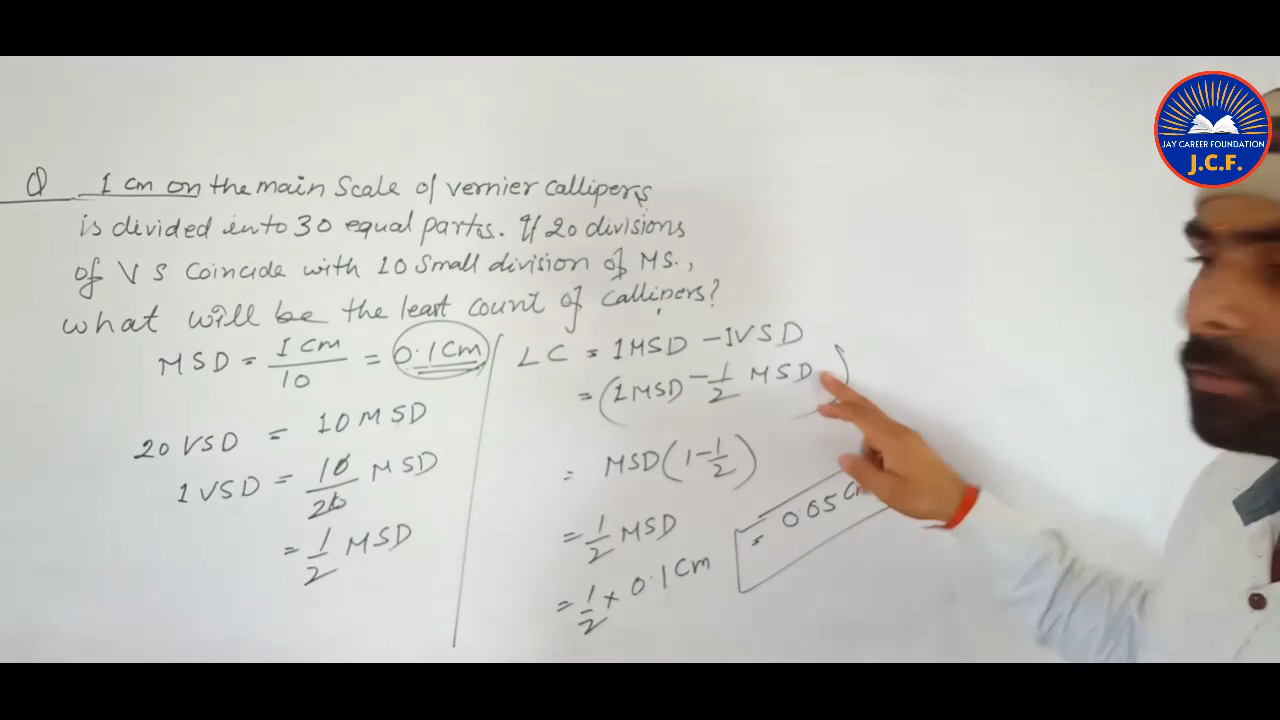 JAY CAREER FOUNDATION
J.C.F.
Q 1 cm on the main Scale of vernier callipers
is divided into 30 equal parts. If 20 divisions
of VS Coincide with 10 Small division of MS.,
what will be the least count of callipers?
MSD = 1 cm / 10 = 0.1 cm
20 VSD = 10 MSD
1 VSD = 10/20 MSD
= 1/2 MSD
LC = 1MSD - 1VSD
= (1MSD - 1/2 MSD)
= MSD(1 - 1/2)
= 1/2 MSD
= 1/2 × 0.1 cm
= 0.05 cm